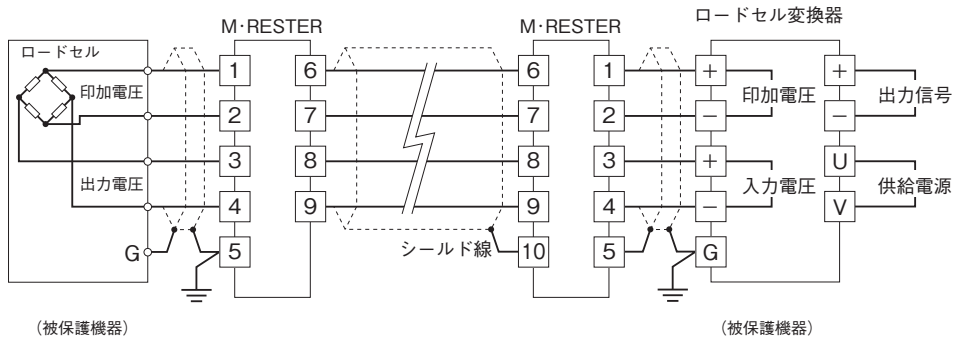 ロードセル変換器
M・RESTER
M・RESTER
ロードセル
1
6
6
1
+
+
印加電圧
印加電圧
出力信号
2
7
7
2
−
−
3
8
8
3
+
U
出力電圧
入力電圧
供給電源
4
9
9
4
−
V
G
5
シールド線
10
5
G
（被保護機器）
（被保護機器）